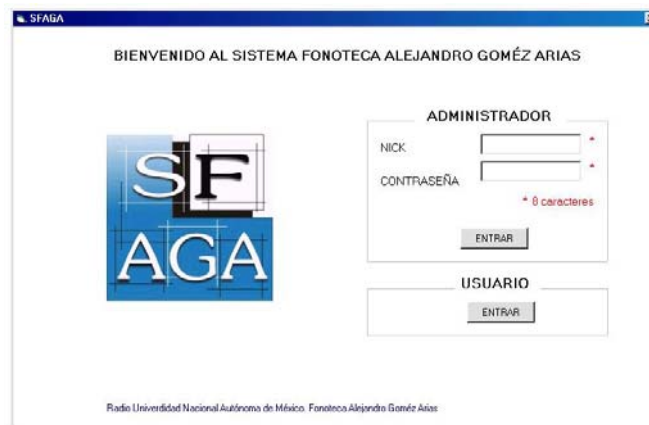 SFAGA
BIENVENIDO AL SISTEMA FONOTECA ALEJANDRO GOMÉZ ARIAS
SF
AGA
ADMINISTRADOR
NICK *
CONTRASEÑA *
* 8 caracteres
ENTRAR
USUARIO
ENTRAR
Radio Univerdidad Nacional Autónoma de México. Fonoteca Alejandro Goméz Arias